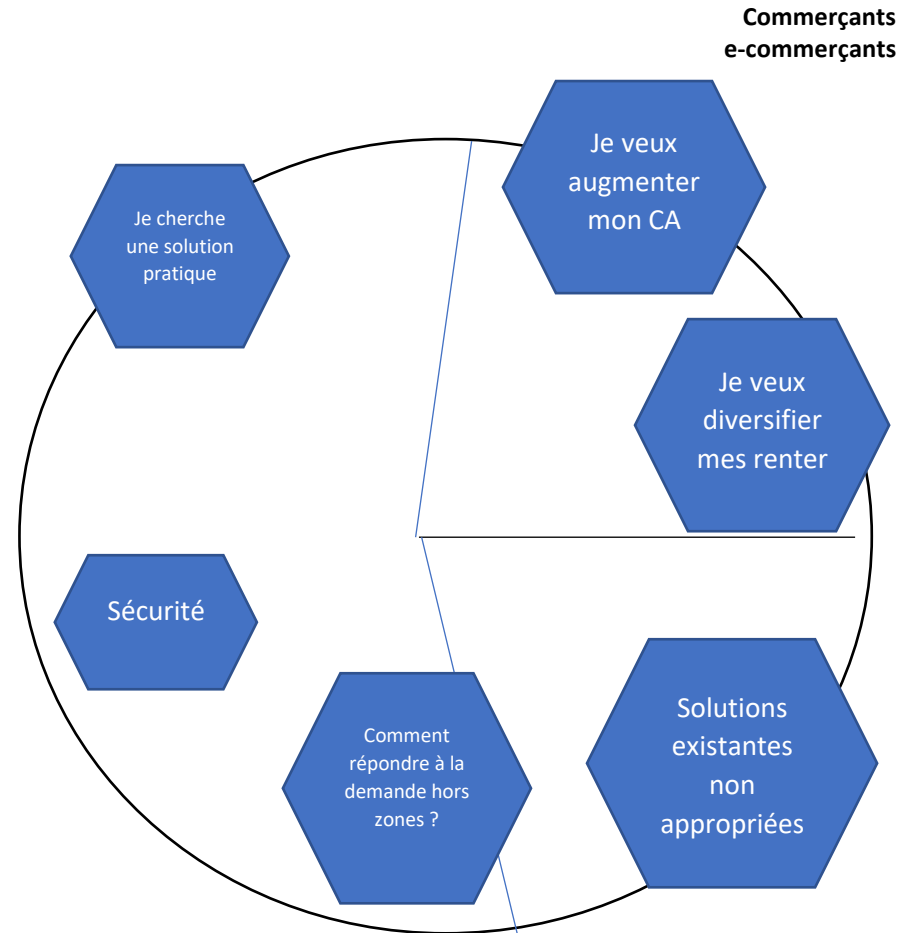 Commerçants
e-commerçants
Je veux
augmenter
mon CA
Je cherche
une solution
pratique
Je veux
diversifier
mes renter
Sécurité
Solutions
existantes
non
appropriées
Comment
répondre à la
demande hors
zones ?